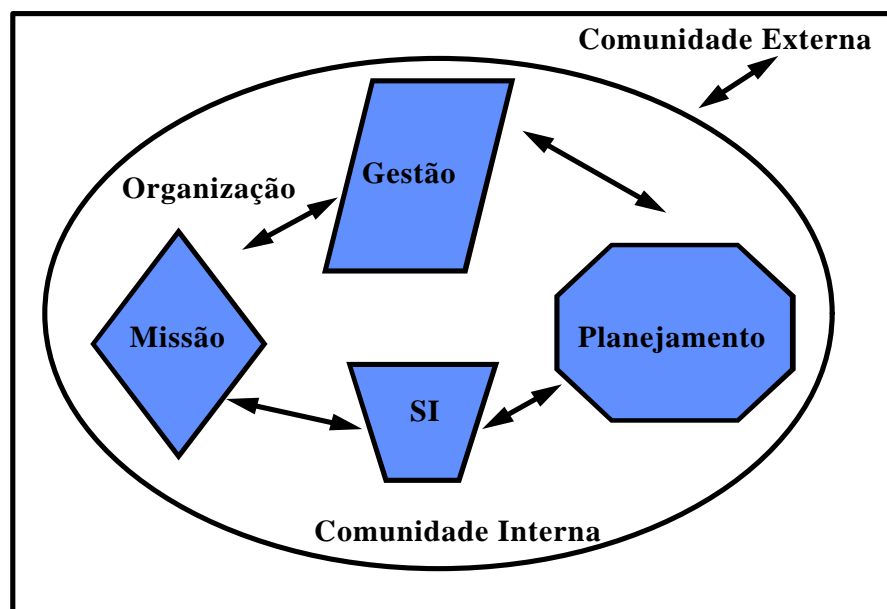 Comunidade Externa
Gestão
Organização
Missão
Planejamento
SI
Comunidade Interna